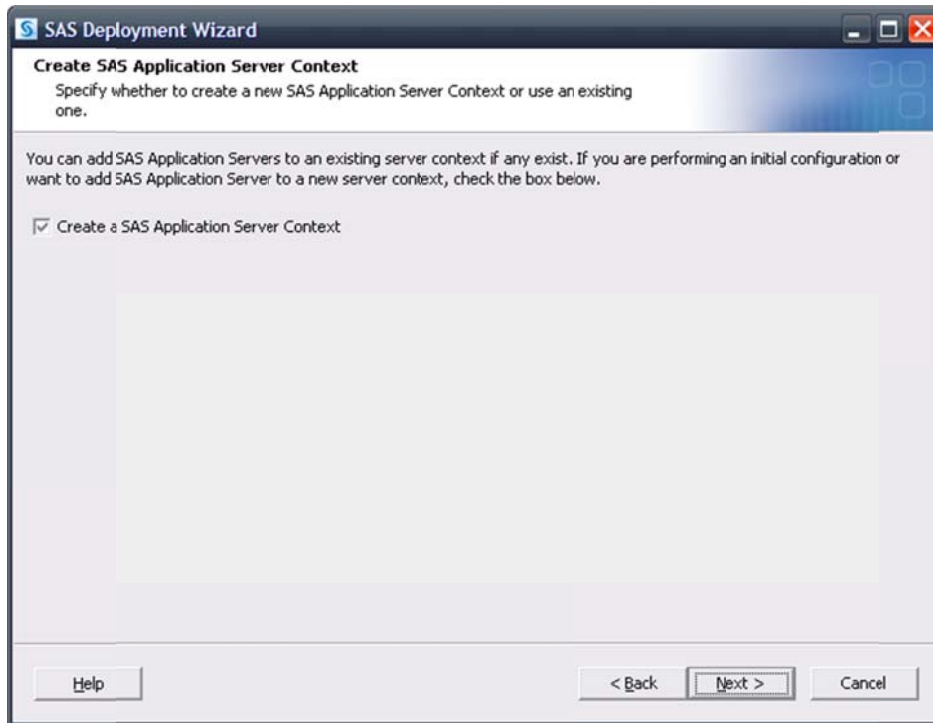 SAS Deployment Wizard
Create SAS Application Server Context
Specify whether to create a new SAS Application Server Context or use an existing
one.
You can add SAS Application Servers to an existing server context if any exist. If you are performing an initial configuration or
want to add SAS Application Server to a new server context, check the box below.
Create a SAS Application Server Context
Help
< Back
Next >
Cancel